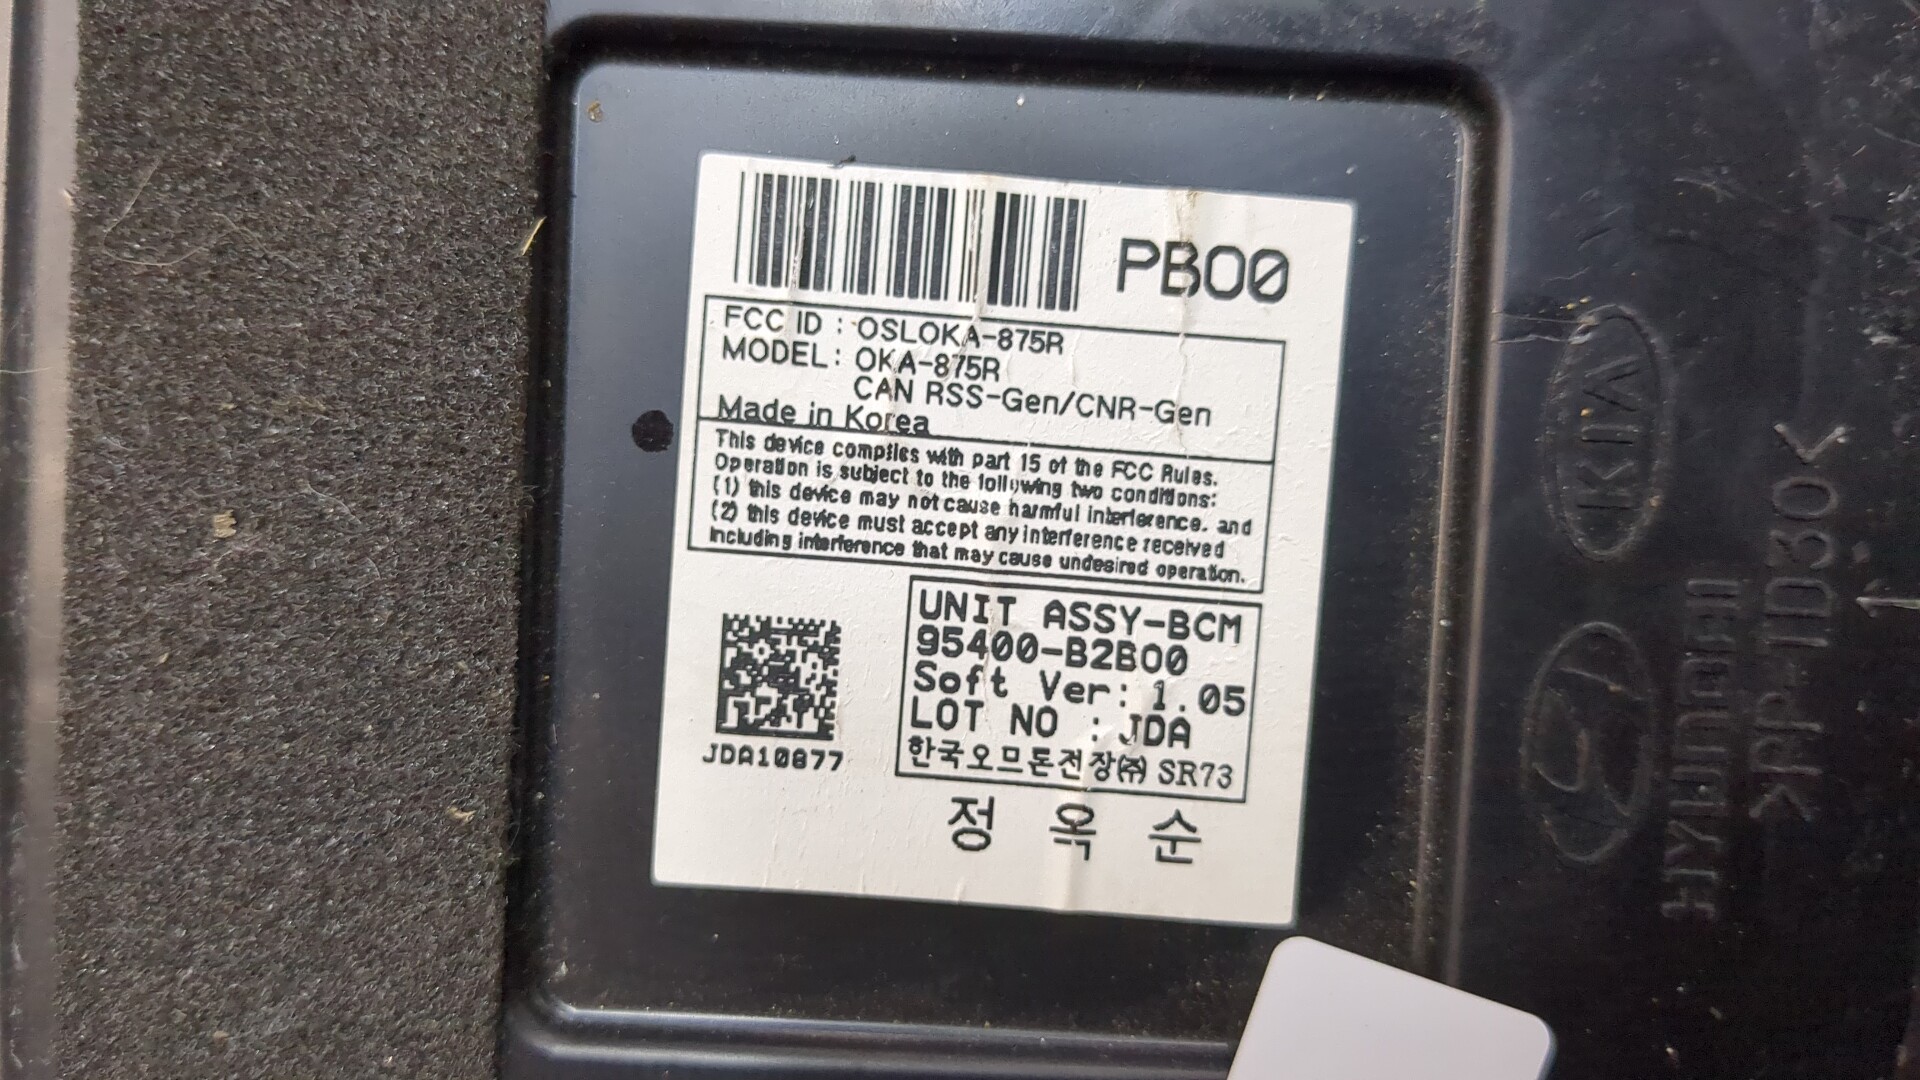 PB00
FCC ID : OSLOKA-875R
MODEL: OKA-875R
CAN RSS-Gen/CNR-Gen
Made in Korea
This device complies with part 15 of the FCC Rules.
Operation is subject to the following two conditions:
(1) this device may not cause harmful interference. and
(2) this device must accept any interference received
including interference that may cause undesired operation.
UNIT ASSY-BCM
95400-B2B00
Soft Ver: 1.05
LOT NO : JDA
한국오므론전장㈜ SR73
JDA10877
정 옥 순
KIA
HYUNDAI
>PP-TD30<